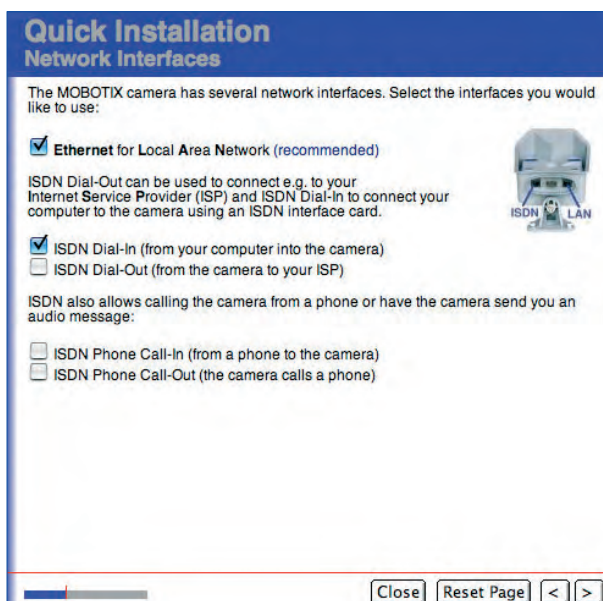 Quick Installation
Network Interfaces
The MOBOTIX camera has several network interfaces. Select the interfaces you would
like to use:
Ethernet for Local Area Network (recommended)
ISDN Dial-Out can be used to connect e.g. to your
Internet Service Provider (ISP) and ISDN Dial-In to connect your
computer to the camera using an ISDN interface card.
ISDN LAN
ISDN Dial-In (from your computer into the camera)
ISDN Dial-Out (from the camera to your ISP)
ISDN also allows calling the camera from a phone or have the camera send you an
audio message:
ISDN Phone Call-In (from a phone to the camera)
ISDN Phone Call-Out (the camera calls a phone)
Close Reset Page < >